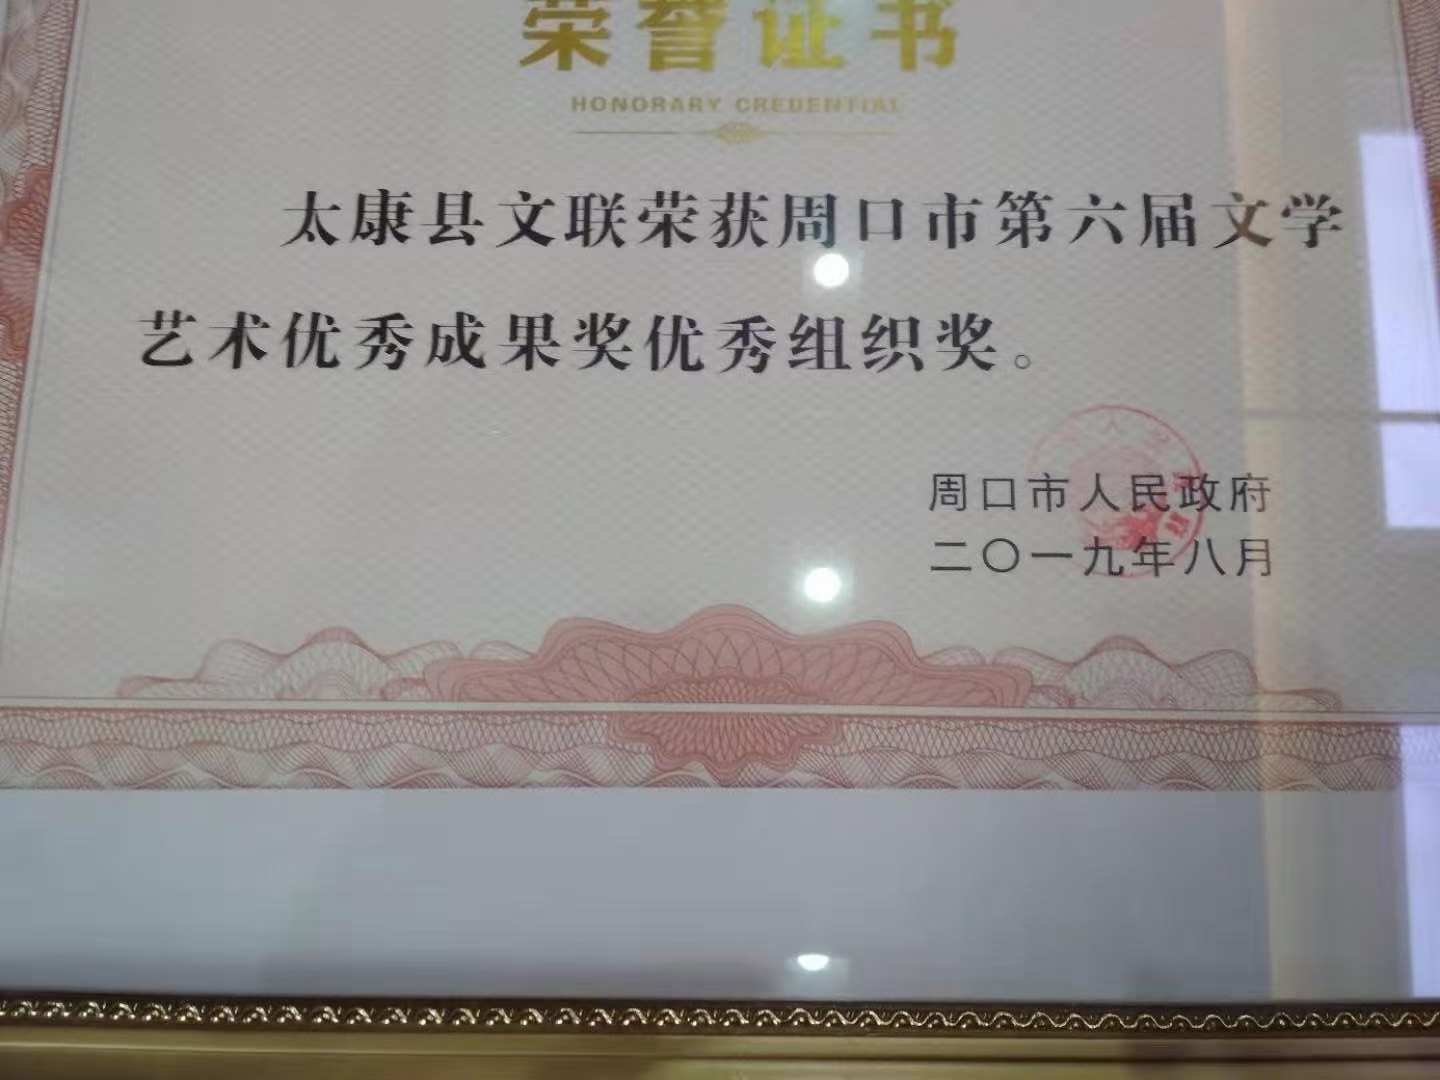 荣誉证书
HONORARY CREDENTIAL
太康县文联荣获周口市第六届文学
艺术优秀成果奖优秀组织奖。
周口市人民政府
二〇一九年八月